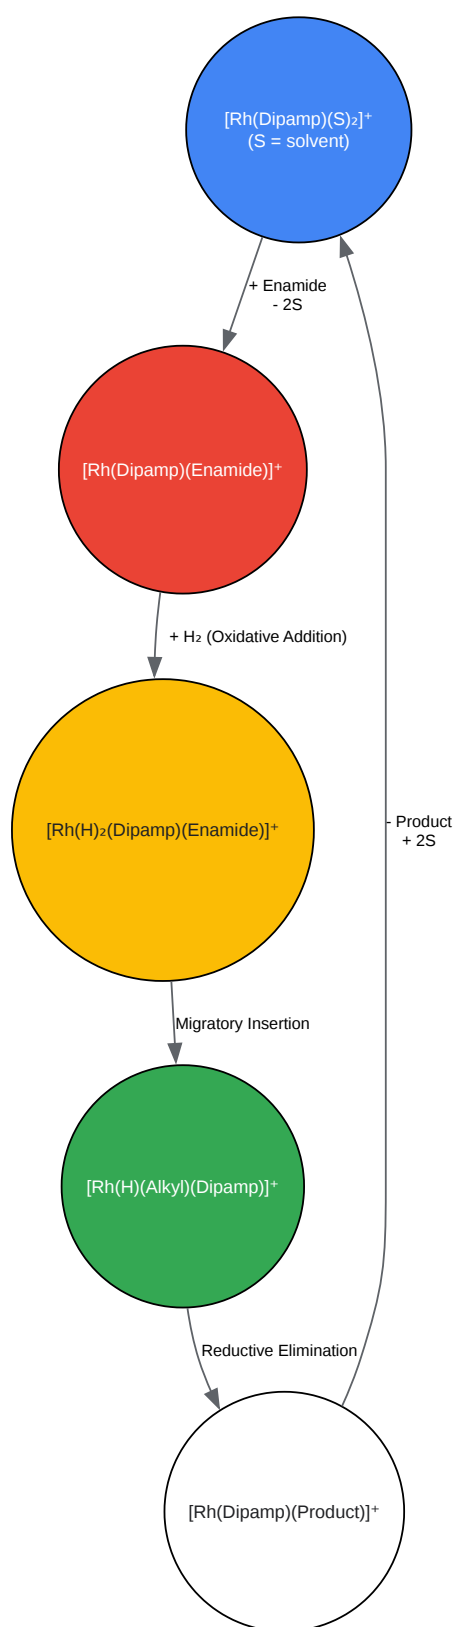 [Rh(Dipamp)(S)₂]⁺
(S = solvent)
+ Enamide
- 2S
[Rh(Dipamp)(Enamide)]⁺
+ H₂ (Oxidative Addition)
[Rh(H)₂(Dipamp)(Enamide)]⁺
- Product
+ 2S
Migratory Insertion
[Rh(H)(Alkyl)(Dipamp)]⁺
Reductive Elimination
[Rh(Dipamp)(Product)]⁺